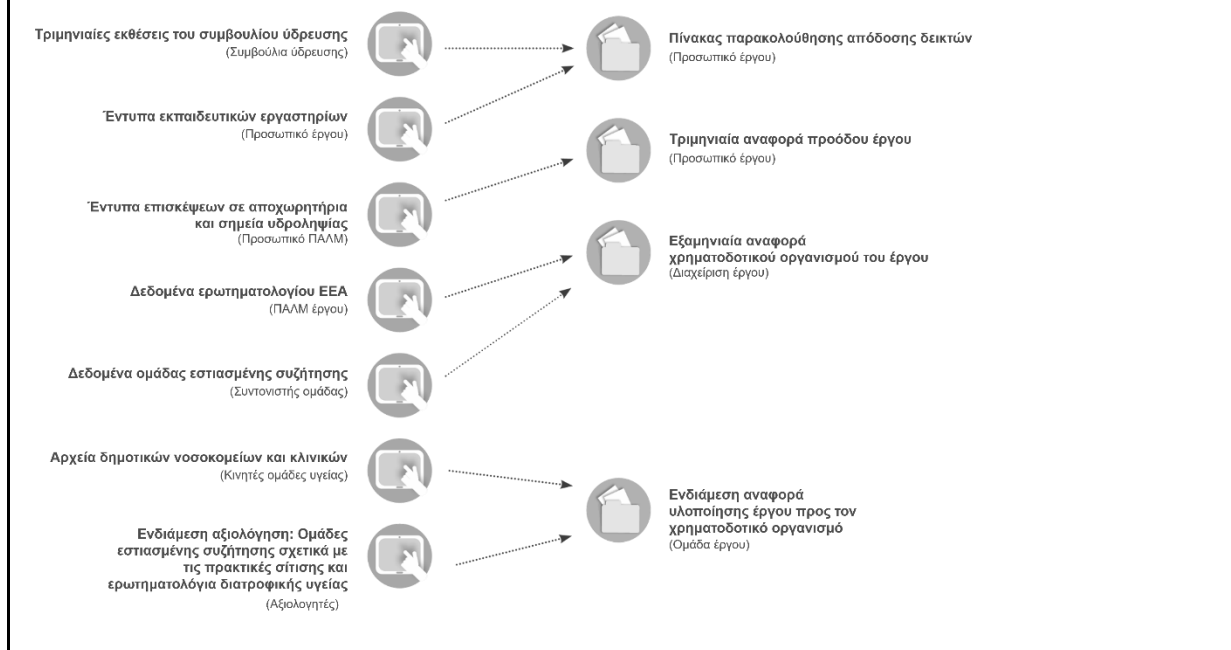 Τριμηνιαίες εκθέσεις του συμβουλίου ύδρευσης
(Συμβούλια ύδρευσης)
Έντυπα εκπαιδευτικών εργαστηρίων
(Προσωπικό έργου)
Έντυπα επισκέψεων σε αποχωρητήρια
και σημεία υδροληψίας
(Προσωπικό ΠΑΛΜ)
Δεδομένα ερωτηματολογίου ΕΕΑ
(ΠΑΛΜ έργου)
Δεδομένα ομάδας εστιασμένης συζήτησης
(Συντονιστής ομάδας)
Αρχεία δημοτικών νοσοκομείων και κλινικών
(Κινητές ομάδες υγείας)
Ενδιάμεση αξιολόγηση: Ομάδες
εστιασμένης συζήτησης σχετικά με
τις πρακτικές σίτισης και
ερωτηματολόγια διατροφικής υγείας
(Αξιολογητές)
Πίνακας παρακολούθησης απόδοσης δεικτών
(Προσωπικό έργου)
Τριμηνιαία αναφορά προόδου έργου
(Προσωπικό έργου)
Εξαμηνιαία αναφορά
χρηματοδοτικού οργανισμού του έργου
(Διαχείριση έργου)
Ενδιάμεση αναφορά
υλοποίησης έργου προς τον
χρηματοδοτικό οργανισμό
(Ομάδα έργου)